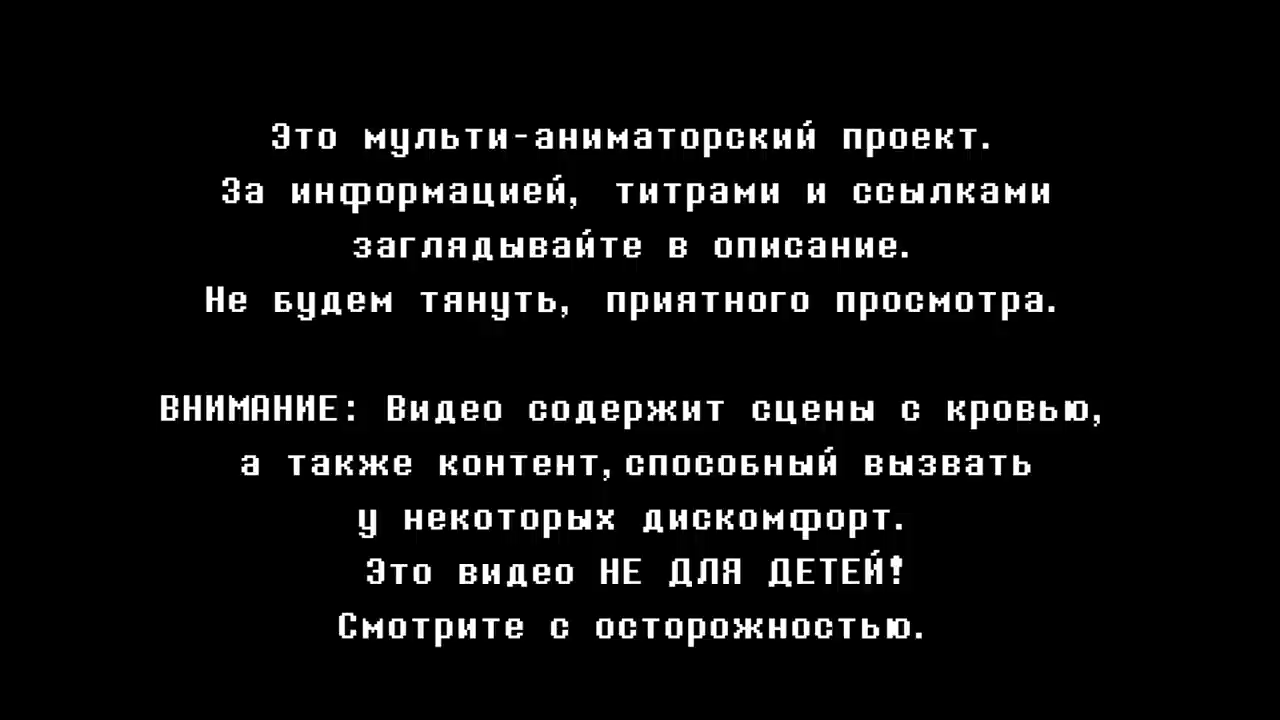 Это мульти-аниматорский проект.
За информацией, титрами и ссылками
заглядывайте в описание.
Не будем тянуть, приятного просмотра.
ВНИМАНИЕ: Видео содержит сцены с кровью,
а также контент, способный вызвать
у некоторых дискомфорт.
Это видео НЕ ДЛЯ ДЕТЕЙ!
Смотрите с осторожностью.